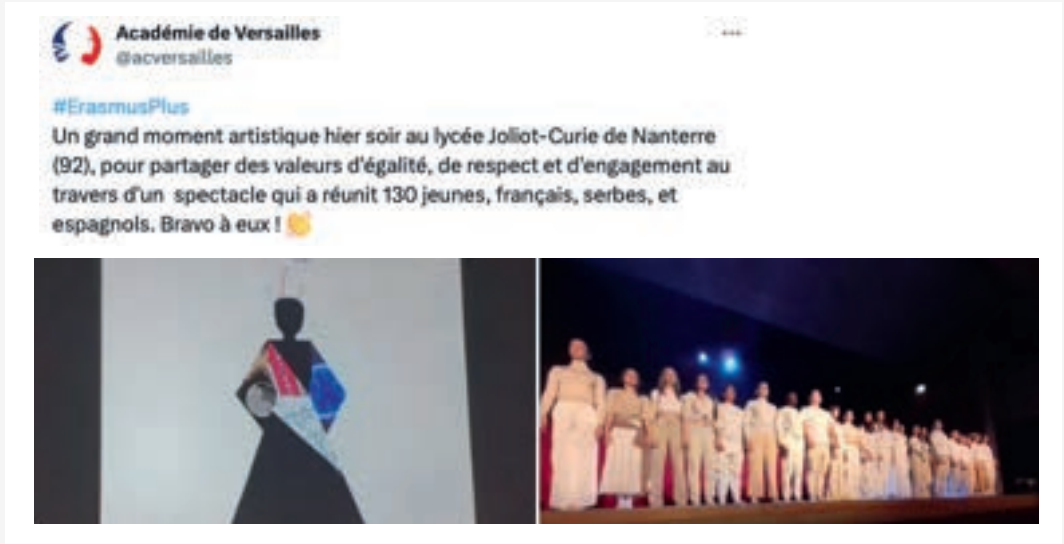 Académie de Versailles
@acversailles
#ErasmusPlus
Un grand moment artistique hier soir au lycée Joliot-Curie de Nanterre
(92), pour partager des valeurs d'égalité, de respect et d'engagement au
travers d'un spectacle qui a réunit 130 jeunes, français, serbes, et
espagnols. Bravo à eux ! 👏